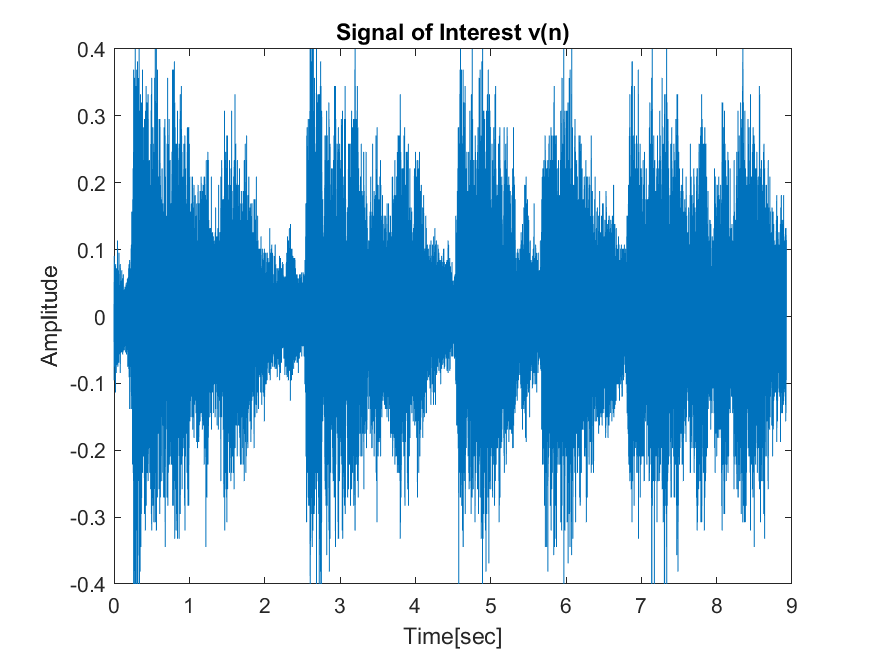 Signal of Interest v(n)
0.4
0.3
0.2
0.1
0
-0.1
-0.2
-0.3
-0.4
Amplitude
0 1 2 3 4 5 6 7 8 9
Time[sec]